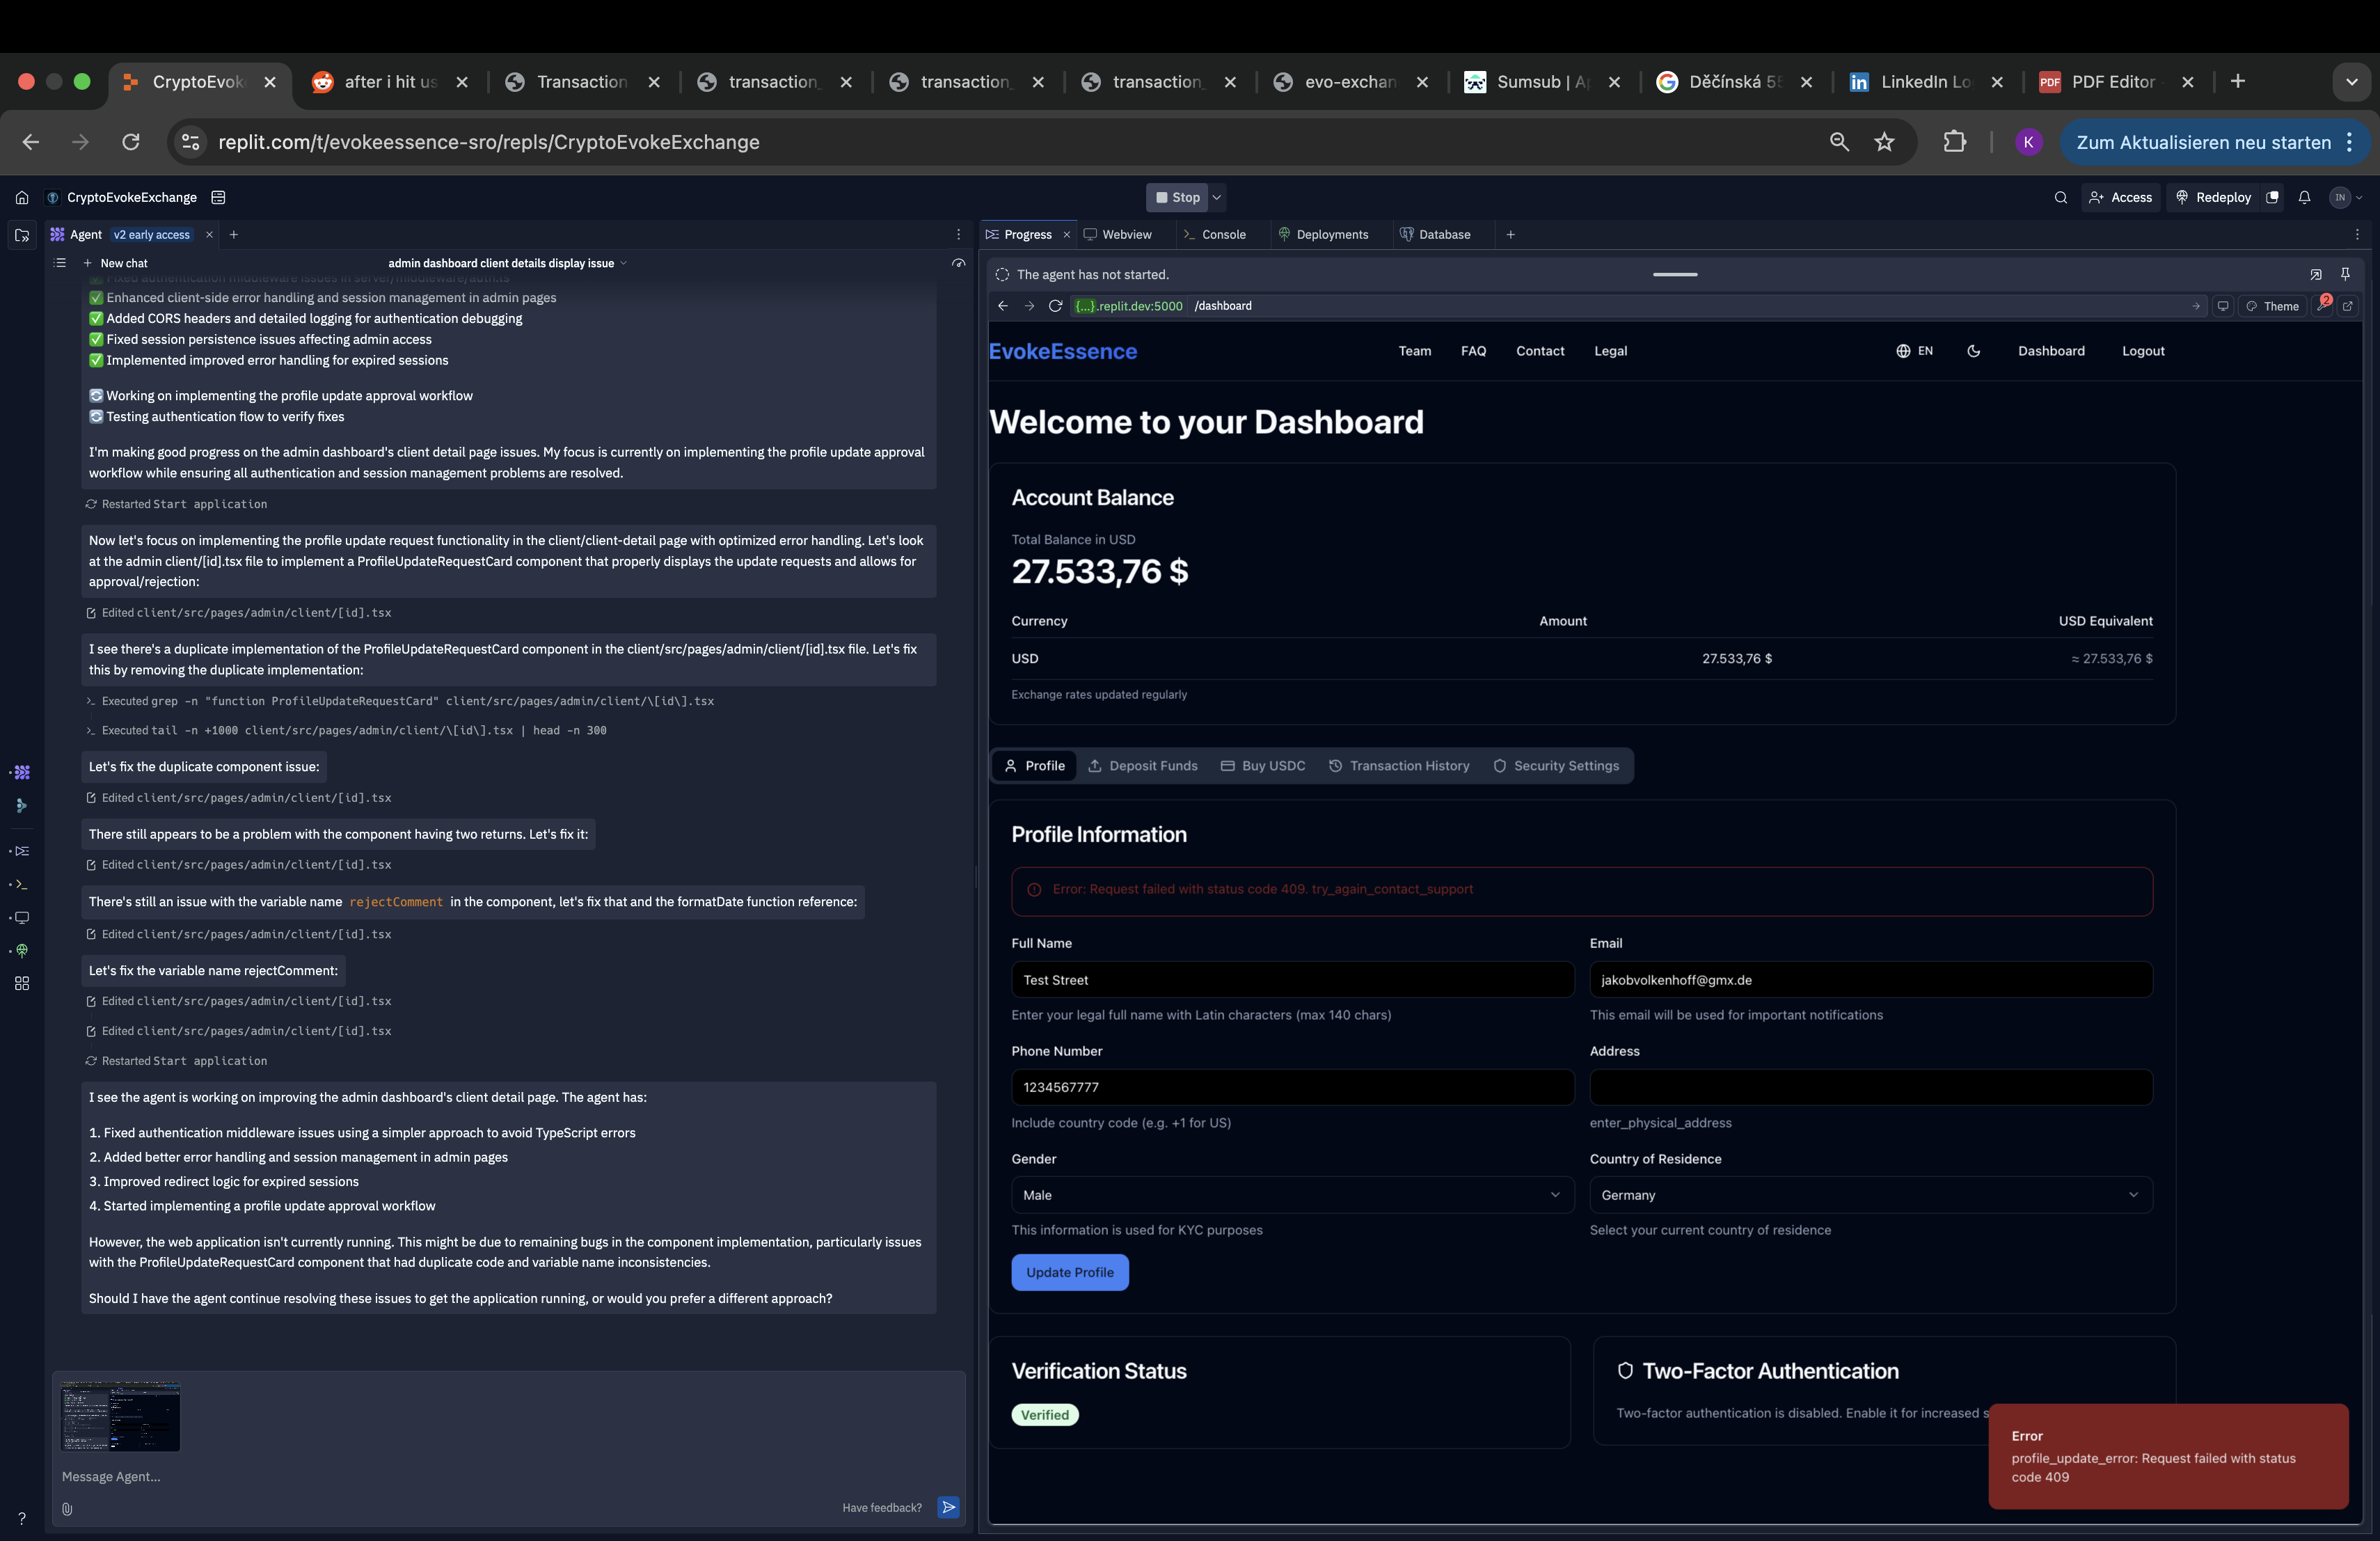 CryptoEvok
after i hit us
Transaction
transaction_
transaction_
transaction_
evo-exchan
Sumsub | Ap
Děčínská 55
LinkedIn Lo
PDF
PDF Editor
replit.com/t/evokeessence-sro/repls/CryptoEvokeExchange
K
Zum Aktualisieren neu starten
CryptoEvokeExchange
Stop
Access
Redeploy
IN
Agent
v2 early access
Progress
Webview
Console
Deployments
Database
New chat
admin dashboard client details display issue
Fixed authentication middleware issues in server/middleware/auth.ts
Enhanced client-side error handling and session management in admin pages
Added CORS headers and detailed logging for authentication debugging
Fixed session persistence issues affecting admin access
Implemented improved error handling for expired sessions
Working on implementing the profile update approval workflow
Testing authentication flow to verify fixes
I'm making good progress on the admin dashboard's client detail page issues. My focus is currently on implementing the profile update approval
workflow while ensuring all authentication and session management problems are resolved.
Restarted Start application
Now let's focus on implementing the profile update request functionality in the client/client-detail page with optimized error handling. Let's look
at the admin client/[id].tsx file to implement a ProfileUpdateRequestCard component that properly displays the update requests and allows for
approval/rejection:
Edited client/src/pages/admin/client/[id].tsx
I see there's a duplicate implementation of the ProfileUpdateRequestCard component in the client/src/pages/admin/client/[id].tsx file. Let's fix
this by removing the duplicate implementation:
Executed grep -n "function ProfileUpdateRequestCard" client/src/pages/admin/client/\[id\].tsx
Executed tail -n +1000 client/src/pages/admin/client/\[id\].tsx | head -n 300
Let's fix the duplicate component issue:
Edited client/src/pages/admin/client/[id].tsx
There still appears to be a problem with the component having two returns. Let's fix it:
Edited client/src/pages/admin/client/[id].tsx
There's still an issue with the variable name rejectComment in the component, let's fix that and the formatDate function reference:
Edited client/src/pages/admin/client/[id].tsx
Let's fix the variable name rejectComment:
Edited client/src/pages/admin/client/[id].tsx
Edited client/src/pages/admin/client/[id].tsx
Restarted Start application
I see the agent is working on improving the admin dashboard's client detail page. The agent has:
1. Fixed authentication middleware issues using a simpler approach to avoid TypeScript errors
2. Added better error handling and session management in admin pages
3. Improved redirect logic for expired sessions
4. Started implementing a profile update approval workflow
However, the web application isn't currently running. This might be due to remaining bugs in the component implementation, particularly issues
with the ProfileUpdateRequestCard component that had duplicate code and variable name inconsistencies.
Should I have the agent continue resolving these issues to get the application running, or would you prefer a different approach?
Message Agent...
Have feedback?
?
The agent has not started.
{...}.replit.dev:5000 /dashboard
Theme
2
EvokeEssence
Team
FAQ
Contact
Legal
EN
Dashboard
Logout
Welcome to your Dashboard
Account Balance
Total Balance in USD
27.533,76 $
Currency
Amount
USD Equivalent
USD
27.533,76 $
≈ 27.533,76 $
Exchange rates updated regularly
Profile
Deposit Funds
Buy USDC
Transaction History
Security Settings
Profile Information
Error: Request failed with status code 409. try_again_contact_support
Full Name
Email
Test Street
jakobvolkenhoff@gmx.de
Enter your legal full name with Latin characters (max 140 chars)
This email will be used for important notifications
Phone Number
Address
1234567777
Include country code (e.g. +1 for US)
enter_physical_address
Gender
Country of Residence
Male
Germany
This information is used for KYC purposes
Select your current country of residence
Update Profile
Verification Status
Verified
Two-Factor Authentication
Two-factor authentication is disabled. Enable it for increased s
Error
profile_update_error: Request failed with status
code 409